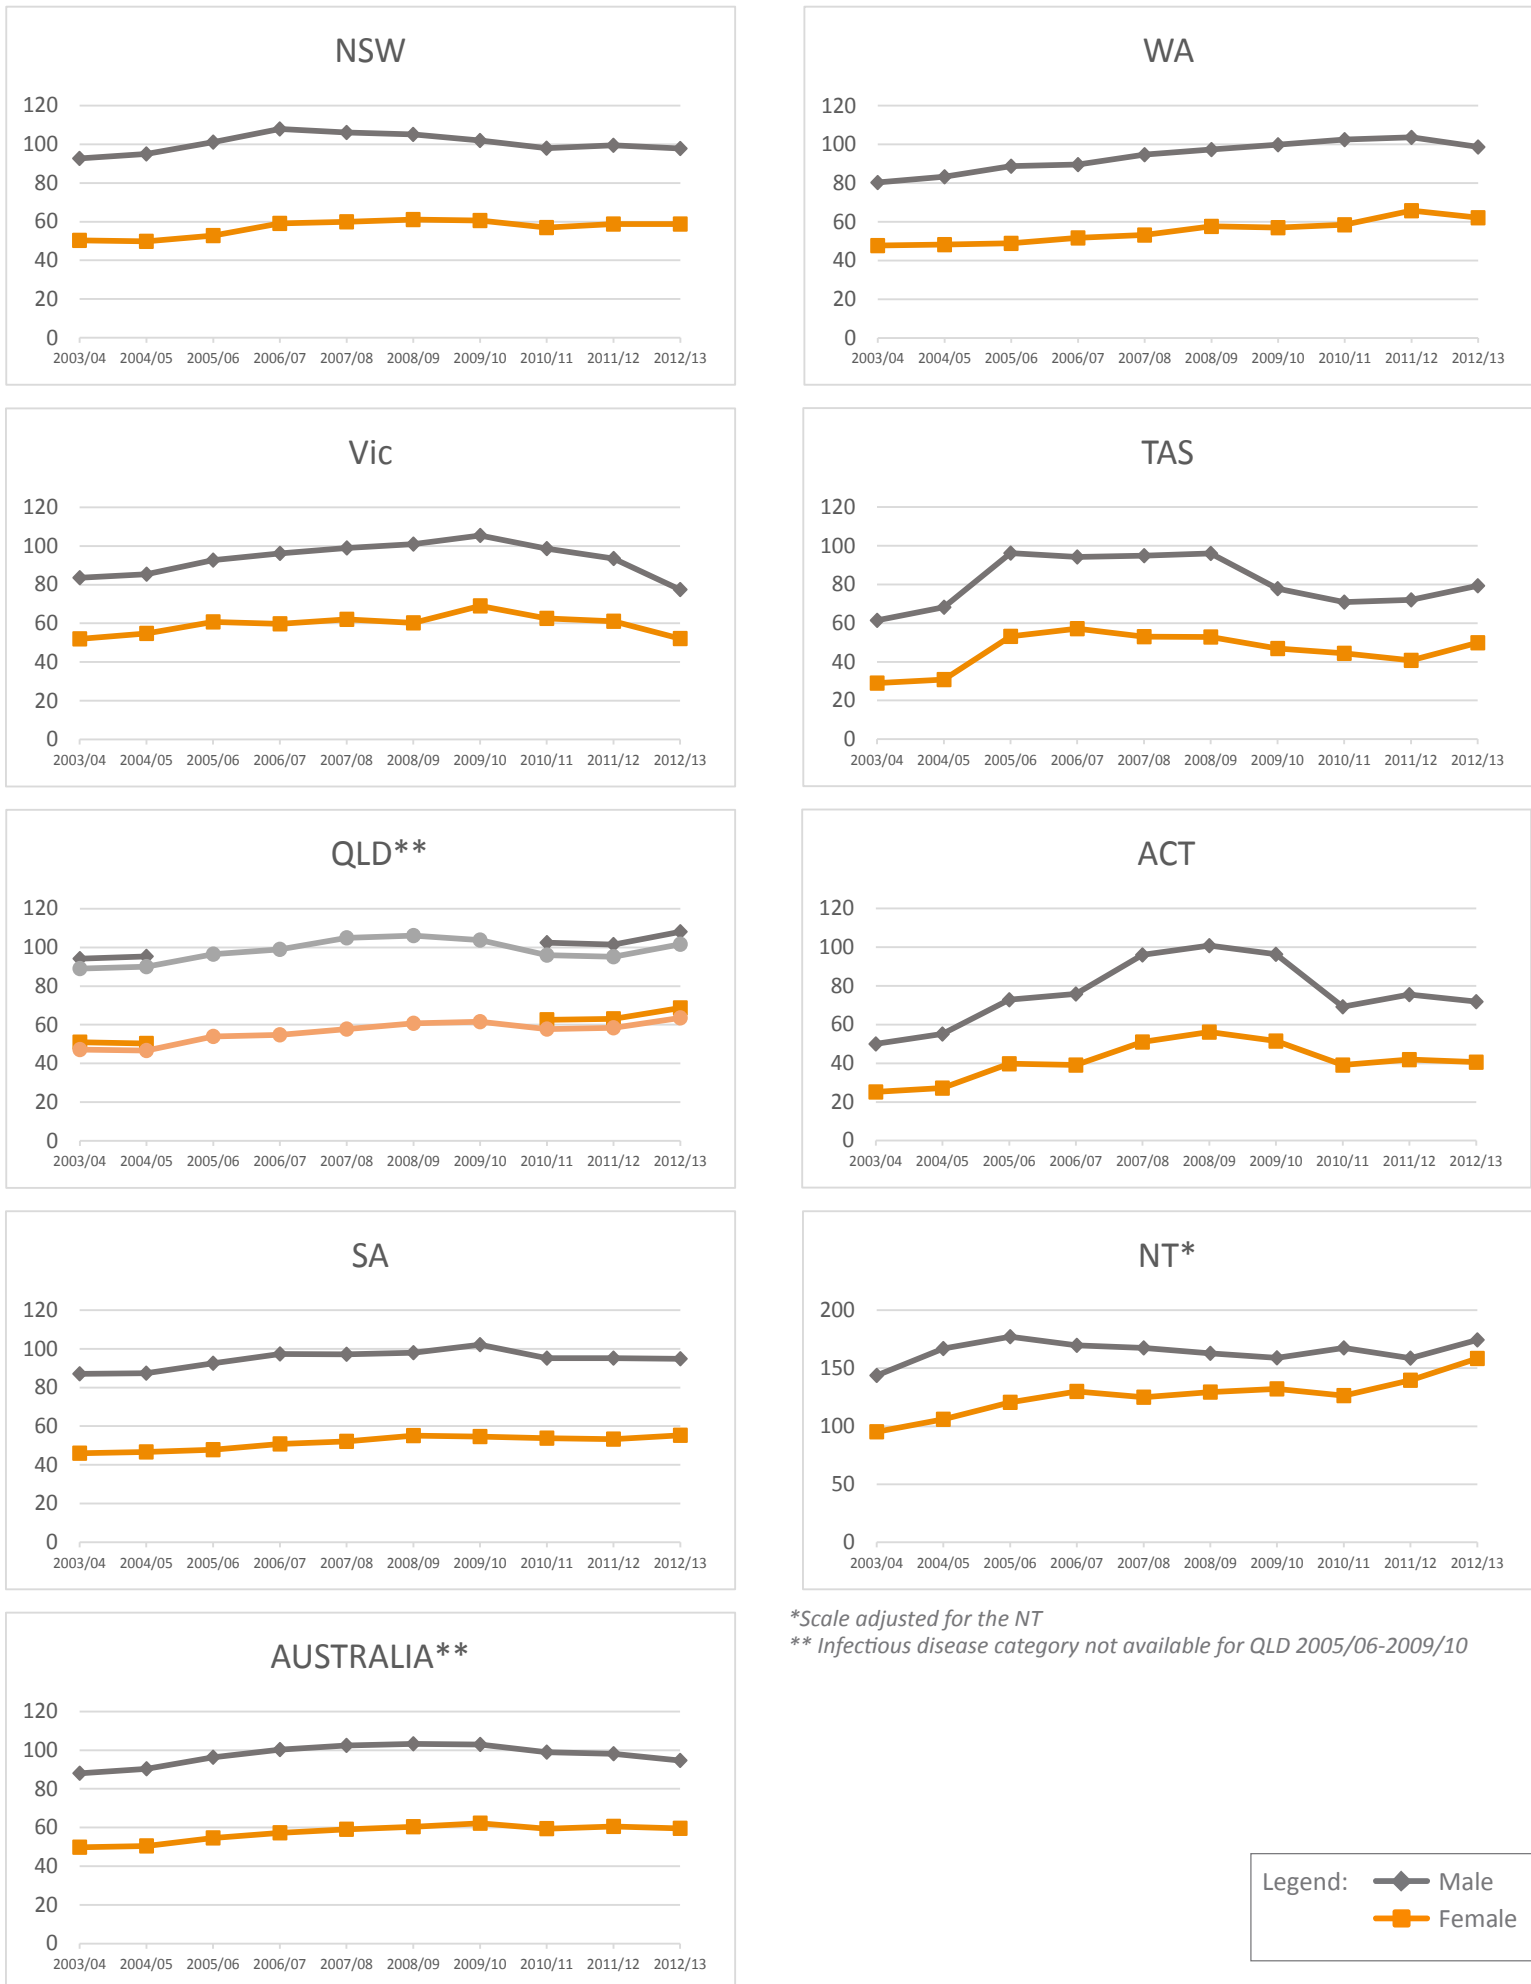 NSW
120
100
80
60
40
20
0
2003/04 2004/05 2005/06 2006/07 2007/08 2008/09 2009/10 2010/11 2011/12 2012/13
WA
120
100
80
60
40
20
0
2003/04 2004/05 2005/06 2006/07 2007/08 2008/09 2009/10 2010/11 2011/12 2012/13
Vic
120
100
80
60
40
20
0
2003/04 2004/05 2005/06 2006/07 2007/08 2008/09 2009/10 2010/11 2011/12 2012/13
TAS
120
100
80
60
40
20
0
2003/04 2004/05 2005/06 2006/07 2007/08 2008/09 2009/10 2010/11 2011/12 2012/13
QLD**
120
100
80
60
40
20
0
2003/04 2004/05 2005/06 2006/07 2007/08 2008/09 2009/10 2010/11 2011/12 2012/13
ACT
120
100
80
60
40
20
0
2003/04 2004/05 2005/06 2006/07 2007/08 2008/09 2009/10 2010/11 2011/12 2012/13
SA
120
100
80
60
40
20
0
2003/04 2004/05 2005/06 2006/07 2007/08 2008/09 2009/10 2010/11 2011/12 2012/13
NT*
200
150
100
50
0
2003/04 2004/05 2005/06 2006/07 2007/08 2008/09 2009/10 2010/11 2011/12 2012/13
*Scale adjusted for the NT
** Infectious disease category not available for QLD 2005/06-2009/10
AUSTRALIA**
120
100
80
60
40
20
0
2003/04 2004/05 2005/06 2006/07 2007/08 2008/09 2009/10 2010/11 2011/12 2012/13
Legend: Male
Female